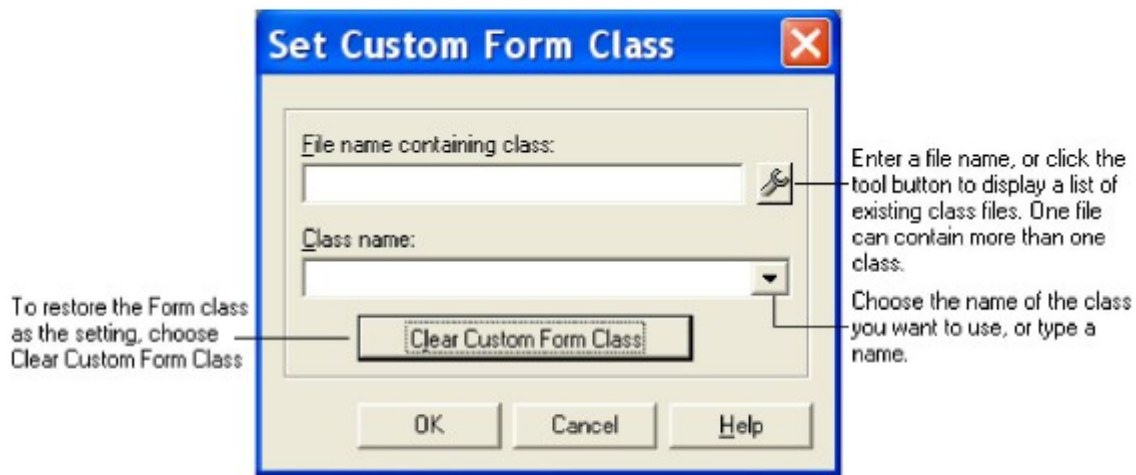 Set Custom Form Class
File name containing class:
Enter a file name, or click the
tool button to display a list of
existing class files. One file
can contain more than one
class.
Class name:
Choose the name of the class
you want to use, or type a
name.
To restore the Form class
as the setting, choose
Clear Custom Form Class
Clear Custom Form Class
OK
Cancel
Help